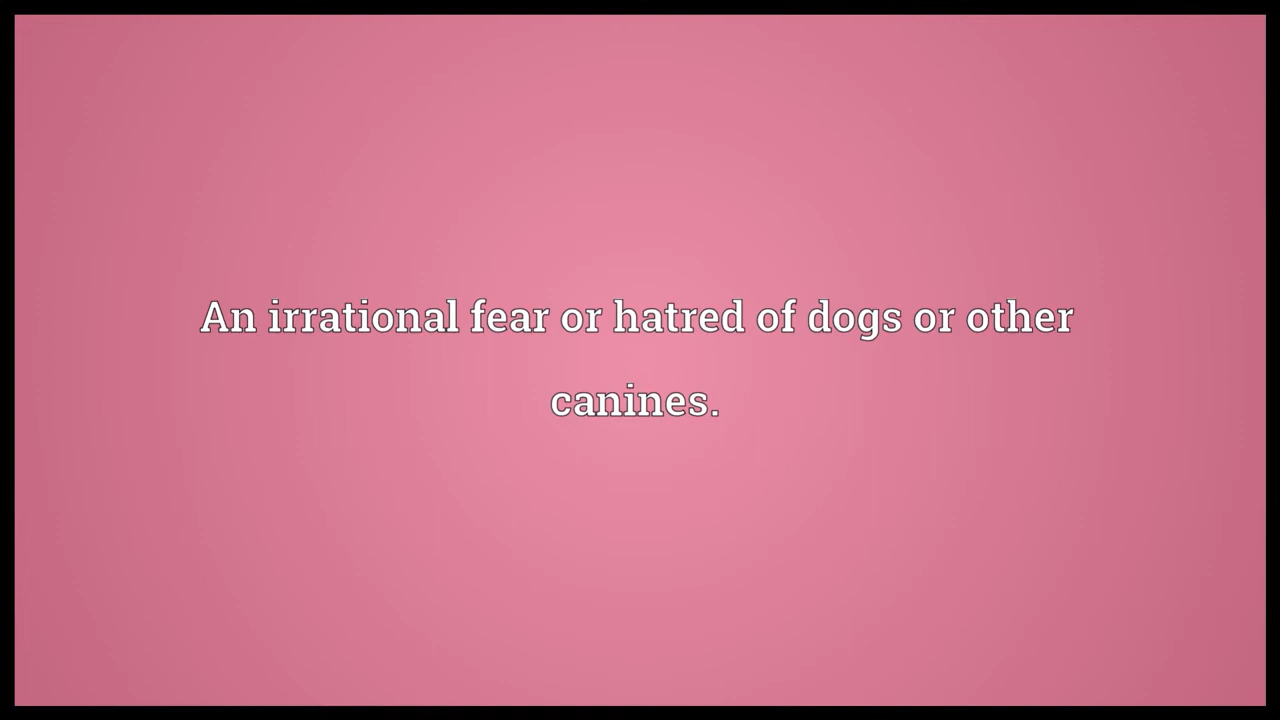 An irrational fear or hatred of dogs or other
canines.